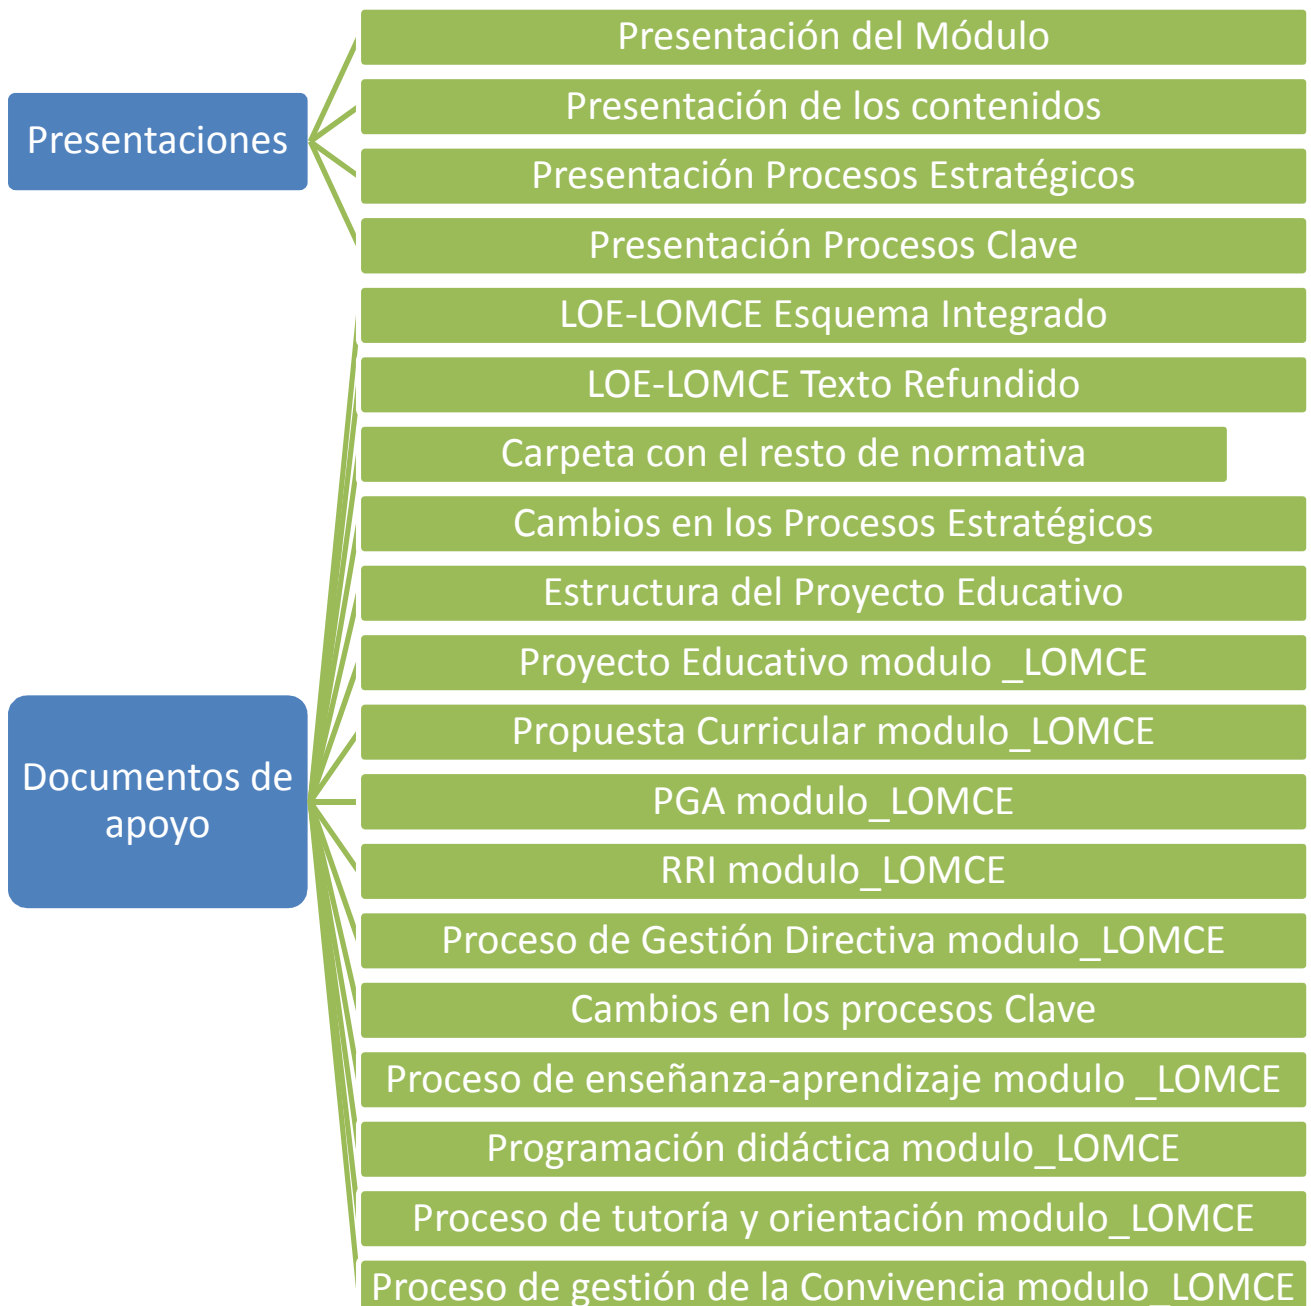 Presentaciones
Presentación del Módulo
Presentación de los contenidos
Presentación Procesos Estratégicos
Presentación Procesos Clave
Documentos de
apoyo
LOE-LOMCE Esquema Integrado
LOE-LOMCE Texto Refundido
Carpeta con el resto de normativa
Cambios en los Procesos Estratégicos
Estructura del Proyecto Educativo
Proyecto Educativo modulo _LOMCE
Propuesta Curricular modulo_LOMCE
PGA modulo_LOMCE
RRI modulo_LOMCE
Proceso de Gestión Directiva modulo_LOMCE
Cambios en los procesos Clave
Proceso de enseñanza-aprendizaje modulo _LOMCE
Programación didáctica modulo_LOMCE
Proceso de tutoría y orientación modulo_LOMCE
Proceso de gestión de la Convivencia modulo_LOMCE